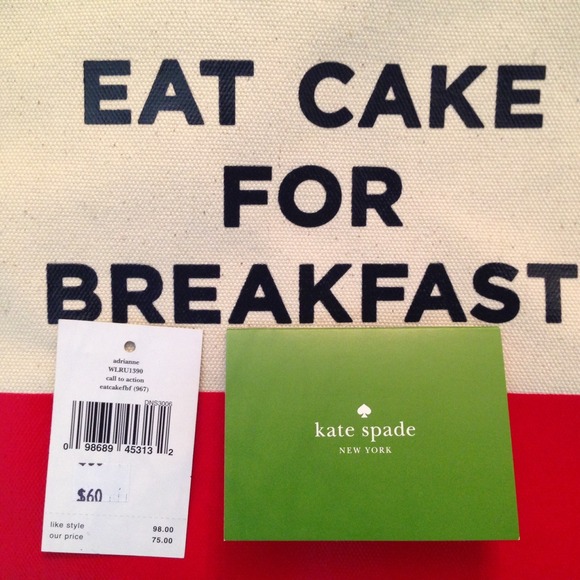 EAT CAKE
FOR
BREAKFAST
adrianne
WLRU1390
call to action
eatcakefbf (967)
DNS3006
0 98689 45313 2
$60
like style 98.00
our price 75.00
kate spade
NEW YORK